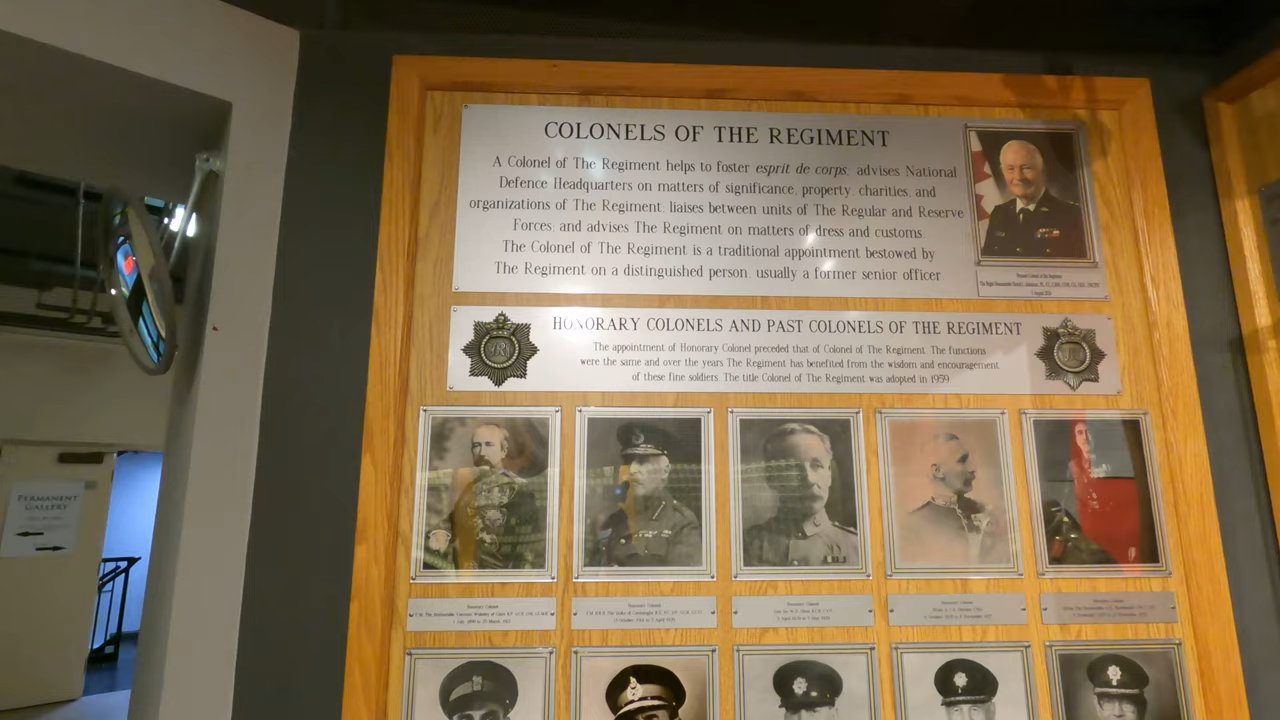 COLONELS OF THE REGIMENT
A Colonel of The Regiment helps to foster esprit de corps; advises National
Defence Headquarters on matters of significance, property, charities, and
organizations of The Regiment; liaises between units of The Regular and Reserve
Forces; and advises The Regiment on matters of dress and customs.
The Colonel of The Regiment is a traditional appointment bestowed by
The Regiment on a distinguished person, usually a former senior officer.
HONORARY COLONELS AND PAST COLONELS OF THE REGIMENT
The appointment of Honorary Colonel preceded that of Colonel of The Regiment. The functions
were the same and over the years The Regiment has benefited from the wisdom and encouragement
of these fine soldiers. The title Colonel of The Regiment was adopted in 1959
PERMANENT
GALLERY
Honorary Colonel
Honorary Colonel
Honorary Colonel
Honorary Colonel
Honorary Colonel